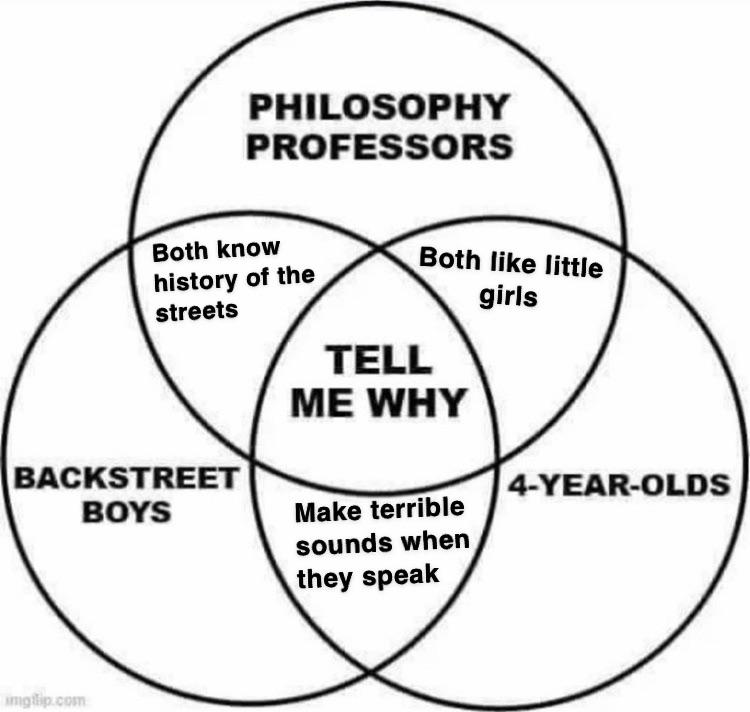 PHILOSOPHY
PROFESSORS
Both know
history of the
streets
Both like little
girls
TELL
ME WHY
BACKSTREET
BOYS
4-YEAR-OLDS
Make terrible
sounds when
they speak
imgflip.com